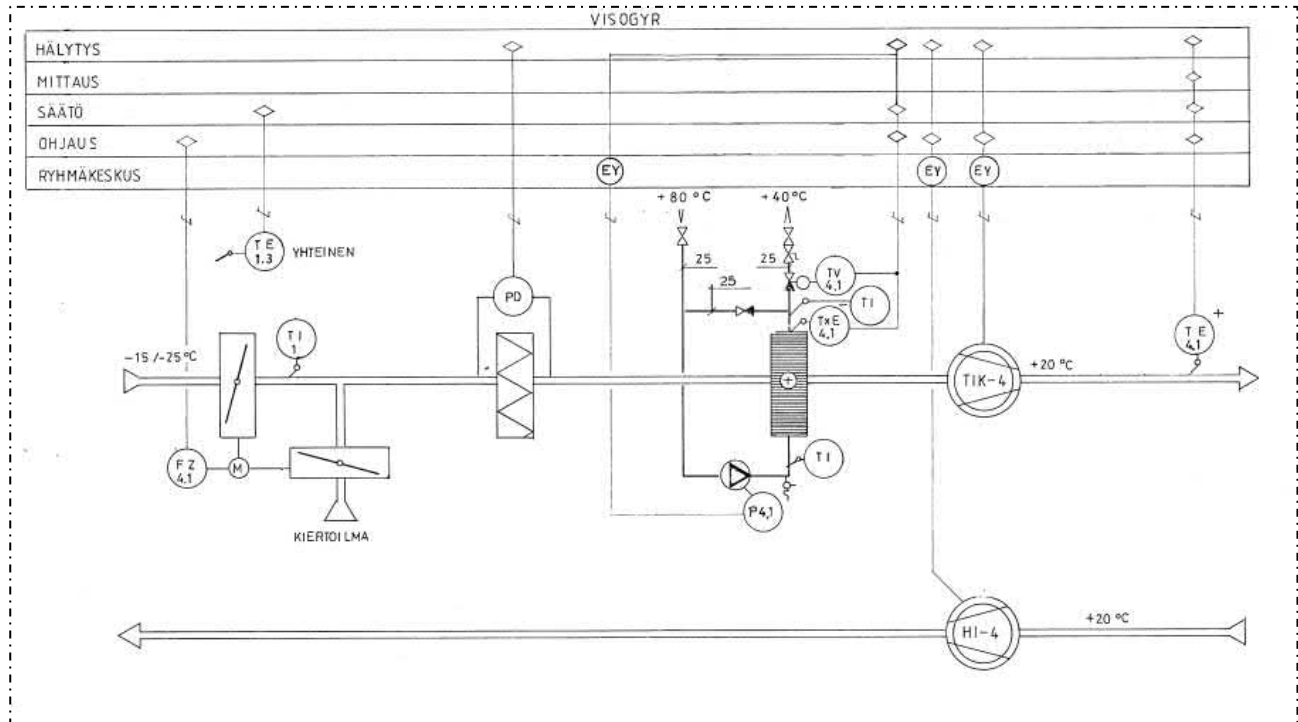 VISOGYR
HÄLYTYS
MITTAUS
SÄÄTÖ
OHJAUS
RYHMÄKESKUS
EY
EY
EY
+80 °C
+40°C
TE
1.3
YHTEINEN
25
25
25
TV
4,1
TI
TxE
4,1
PD
TI
1
TE
4,1
+
-15/-25°C
TIK-4
+20 °C
FZ
4.1
M
TI
P4,1
KIERTOILMA
HI-4
+20 °C